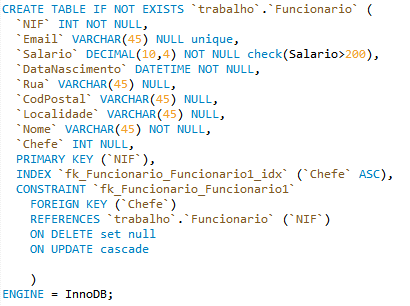 CREATE TABLE IF NOT EXISTS `trabalho`.`Funcionario` (
`NIF` INT NOT NULL,
`Email` VARCHAR(45) NULL unique,
`Salario` DECIMAL(10,4) NOT NULL check(Salario>200),
`DataNascimento` DATETIME NOT NULL,
`Rua` VARCHAR(45) NULL,
`CodPostal` VARCHAR(45) NULL,
`Localidade` VARCHAR(45) NULL,
`Nome` VARCHAR(45) NOT NULL,
`Chefe` INT NULL,
PRIMARY KEY (`NIF`),
INDEX `fk_Funcionario_Funcionario1_idx` (`Chefe` ASC),
CONSTRAINT `fk_Funcionario_Funcionario1`
FOREIGN KEY (`Chefe`)
REFERENCES `trabalho`.`Funcionario` (`NIF`)
ON DELETE set null
ON UPDATE cascade
)
ENGINE = InnoDB;